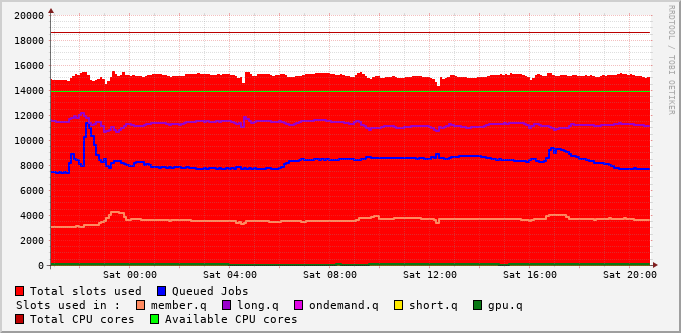 20000
18000
16000
14000
12000
10000
8000
6000
4000
2000
0
Sat 00:00 Sat 04:00 Sat 08:00 Sat 12:00 Sat 16:00 Sat 20:00
RRDTOOL / TOBI OETIKER
Total slots used Queued Jobs
Slots used in : member.q long.q ondemand.q short.q gpu.q
Total CPU cores Available CPU cores